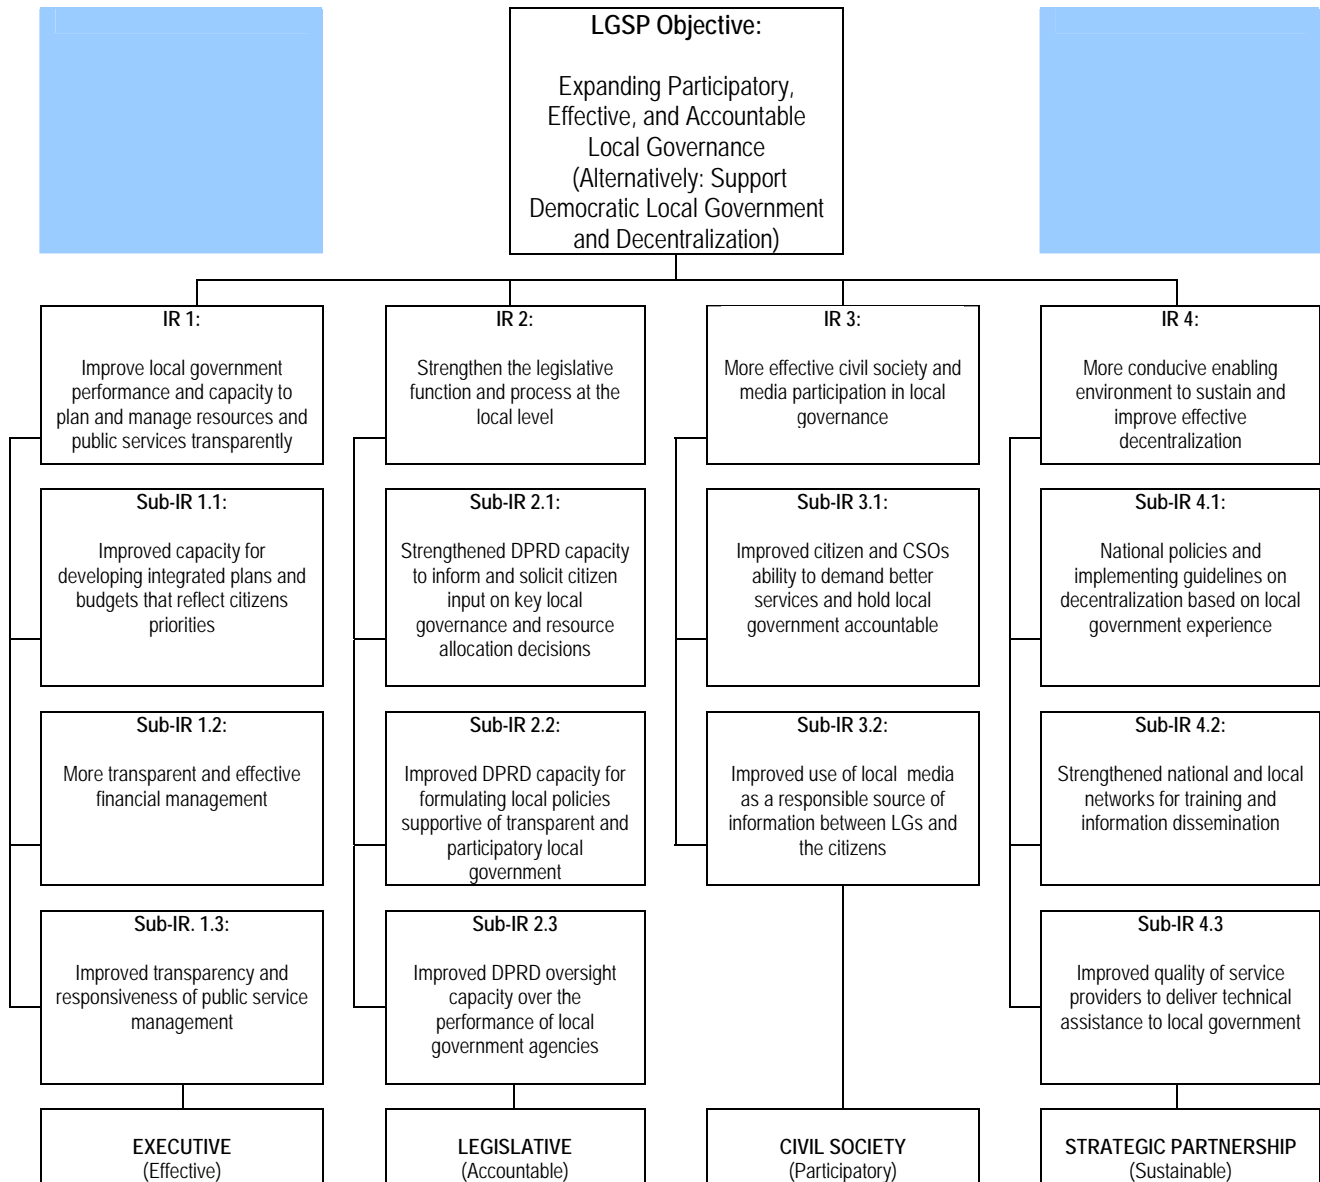 LGSP Objective:
Expanding Participatory,
Effective, and Accountable
Local Governance
(Alternatively: Support
Democratic Local Government
and Decentralization)
IR 1:
Improve local government
performance and capacity to
plan and manage resources and
public services transparently
IR 2:
Strengthen the legislative
function and process at the
local level
IR 3:
More effective civil society and
media participation in local
governance
IR 4:
More conducive enabling
environment to sustain and
improve effective
decentralization
Sub-IR 1.1:
Improved capacity for
developing integrated plans and
budgets that reflect citizens
priorities
Sub-IR 2.1:
Strengthened DPRD capacity
to inform and solicit citizen
input on key local
governance and resource
allocation decisions
Sub-IR 3.1:
Improved citizen and CSOs
ability to demand better
services and hold local
government accountable
Sub-IR 4.1:
National policies and
implementing guidelines on
decentralization based on local
government experience
Sub-IR 1.2:
More transparent and effective
financial management
Sub-IR 2.2:
Improved DPRD capacity for
formulating local policies
supportive of transparent and
participatory local
government
Sub-IR 3.2:
Improved use of local media
as a responsible source of
information between LGs and
the citizens
Sub-IR 4.2:
Strengthened national and local
networks for training and
information dissemination
Sub-IR. 1.3:
Improved transparency and
responsiveness of public service
management
Sub-IR 2.3
Improved DPRD oversight
capacity over the
performance of local
government agencies
Sub-IR 4.3
Improved quality of service
providers to deliver technical
assistance to local government
EXECUTIVE
(Effective)
LEGISLATIVE
(Accountable)
CIVIL SOCIETY
(Participatory)
STRATEGIC PARTNERSHIP
(Sustainable)